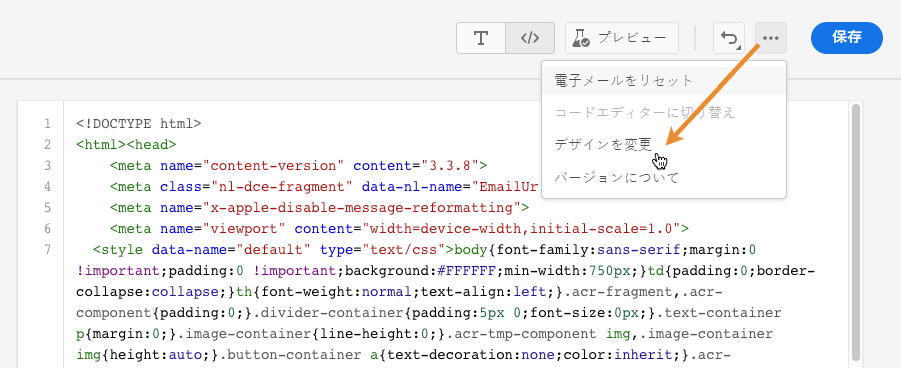 T </> プレビュー ••• 保存
電子メールをリセット
コードエディターに切り替え
デザインを変更
バージョンについて
1 <!DOCTYPE html>
2 <html><head>
3 <meta name="content-version" content="3.3.8">
4 <meta class="nl-dce-fragment" data-nl-name="EmailUr
5 <meta name="x-apple-disable-message-reformatting">
6 <meta name="viewport" content="width=device-width,initial-scale=1.0">
7 <style data-name="default" type="text/css">body{font-family:sans-serif;margin:0
!important;padding:0 !important;background:#FFFFFF;min-width:750px;}td{padding:0;border-
collapse:collapse;}th{font-weight:normal;text-align:left;}.acr-fragment,.acr-
component{padding:0;}.divider-container{padding:5px 0;font-size:0px;}.text-container
p{margin:0;}.image-container{line-height:0;}.acr-tmp-component img,.image-container
img{height:auto;}.button-container a{text-decoration:none;color:inherit;}.acr-